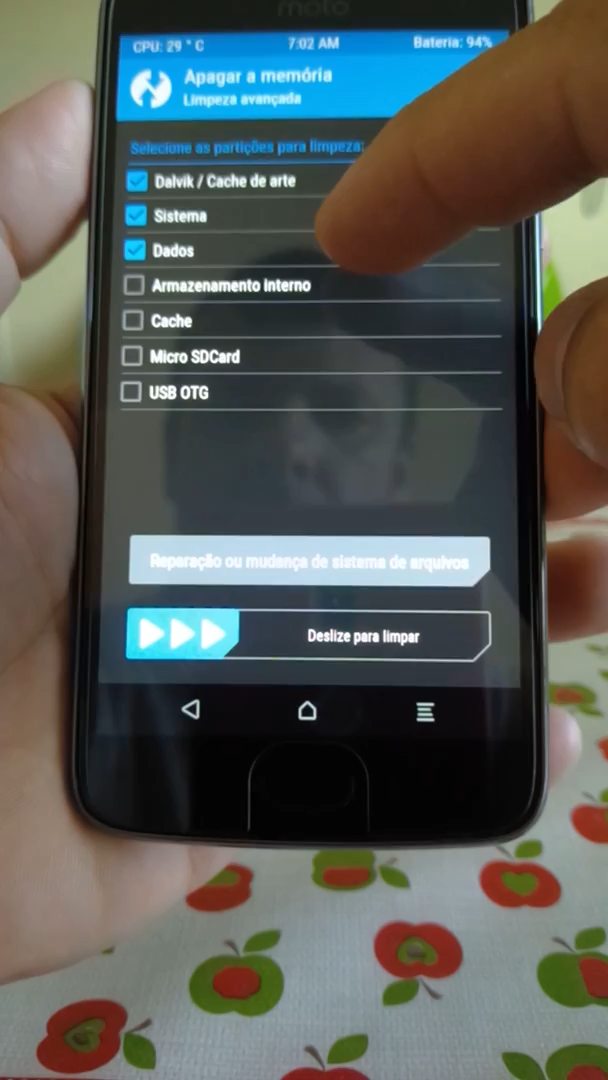 moto
CPU: 29 ° C 7:02 AM Bateria: 94%
Apagar a memória
Limpeza avançada
Selecione as partições para limpeza:
Dalvik / Cache de arte
Sistema
Dados
Armazenamento interno
Cache
Micro SDCard
USB OTG
Reparação ou mudança de sistema de arquivos
Deslize para limpar